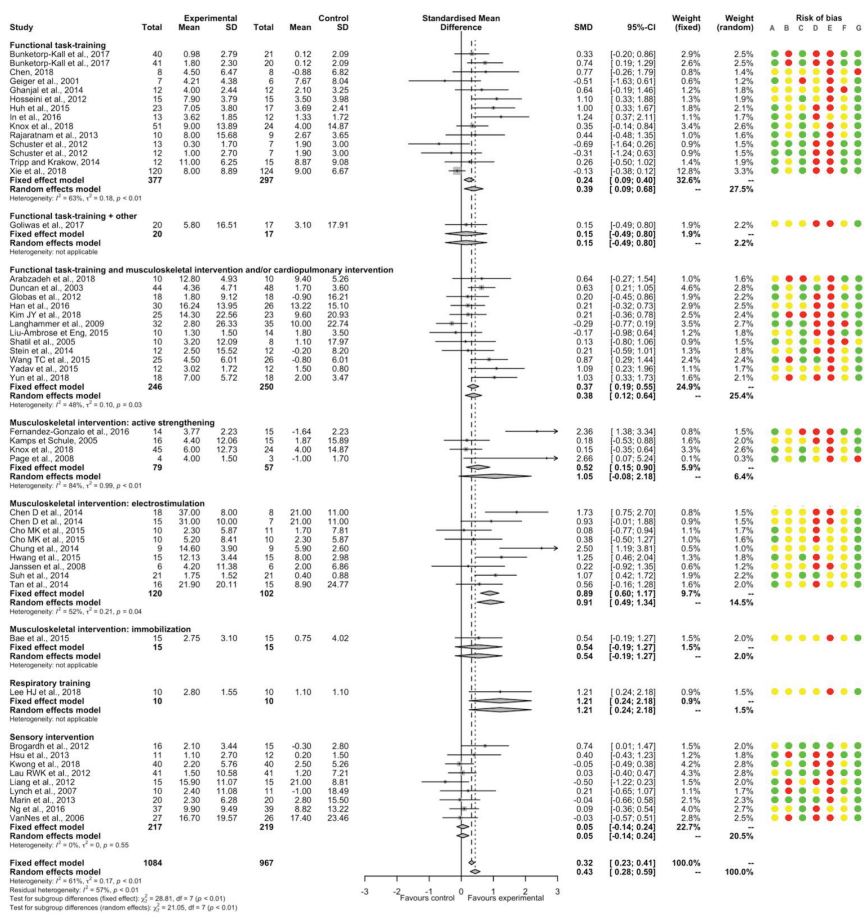 Experimental Control Standardised Mean Weight Weight Risk of bias
Study Total Mean SD Total Mean SD Difference SMD 95%-CI (fixed) (random) A B C D E F G
Functional task-training
Bunketorp-Kall et al., 2017 40 0.98 2.79 21 0.12 2.09 0.33 [-0.20; 0.86] 2.9% 2.5%
Bunketorp-Kall et al., 2017 41 1.80 2.30 20 0.12 2.09 0.74 [0.19; 1.29] 2.6% 2.5%
Chen, 2018 8 4.50 6.47 8 -0.88 6.82 0.77 [-0.26; 1.79] 0.8% 1.4%
Geiger et al., 2001 7 4.21 4.38 6 7.67 8.04 -0.51 [-1.63; 0.61] 0.6% 1.2%
Ghanjal et al., 2014 12 4.00 2.44 12 2.10 3.25 0.64 [-0.19; 1.46] 1.2% 1.8%
Hosseini et al., 2012 15 7.90 3.79 15 3.50 3.98 1.10 [0.33; 1.88] 1.3% 1.9%
Huh et al., 2015 23 7.05 3.80 17 3.69 2.41 1.00 [0.33; 1.67] 1.8% 2.1%
In et al., 2016 13 3.62 1.85 12 1.33 1.72 1.24 [0.37; 2.11] 1.1% 1.7%
Knox et al., 2018 51 9.00 13.89 24 4.00 14.87 0.35 [-0.14; 0.84] 3.4% 2.6%
Rajaratnam et al., 2013 10 8.00 15.68 9 2.67 3.65 0.44 [-0.48; 1.35] 1.0% 1.6%
Schuster et al., 2012 13 0.30 1.70 7 1.90 3.00 -0.69 [-1.64; 0.26] 0.9% 1.5%
Schuster et al., 2012 12 1.00 2.70 7 1.90 3.00 -0.31 [-1.24; 0.63] 0.9% 1.5%
Tripp and Krakow, 2014 12 11.00 6.25 15 8.87 9.08 0.26 [-0.50; 1.02] 1.4% 1.9%
Xie et al., 2018 120 8.00 8.89 124 9.00 6.67 -0.13 [-0.38; 0.12] 12.8% 3.3%
Fixed effect model 377 297 0.24 [0.09; 0.40] 32.6% --
Random effects model 0.39 [0.09; 0.68] -- 27.5%
Heterogeneity: I² = 63%, τ² = 0.18, p < 0.01
Functional task-training + other
Goliwas et al., 2017 20 5.80 16.51 17 3.10 17.91 0.15 [-0.49; 0.80] 1.9% 2.2%
Fixed effect model 20 17 0.15 [-0.49; 0.80] 1.9% --
Random effects model 0.15 [-0.49; 0.80] -- 2.2%
Heterogeneity: not applicable
Functional task-training and musculoskeletal intervention and/or cardiopulmonary intervention
Arabzadeh et al., 2018 10 12.80 4.93 10 9.40 5.26 0.64 [-0.27; 1.54] 1.0% 1.6%
Duncan et al., 2003 44 4.36 4.71 48 1.70 3.60 0.63 [0.21; 1.05] 4.6% 2.8%
Globas et al., 2012 18 1.80 9.12 18 -0.90 16.21 0.20 [-0.45; 0.86] 1.9% 2.2%
Han et al., 2016 30 16.24 13.95 26 13.22 15.10 0.21 [-0.32; 0.73] 2.9% 2.5%
Kim JY et al., 2018 25 14.30 22.56 23 9.60 20.93 0.21 [-0.36; 0.78] 2.5% 2.4%
Langhammer et al., 2009 32 2.80 26.33 35 10.00 22.74 -0.29 [-0.77; 0.19] 3.5% 2.7%
Liu-Ambrose et Eng, 2015 10 1.30 1.50 14 1.80 3.50 -0.17 [-0.98; 0.64] 1.2% 1.8%
Shatil et al., 2005 10 3.20 12.09 8 1.10 17.97 0.13 [-0.80; 1.06] 0.9% 1.5%
Stein et al., 2014 12 2.50 15.52 12 -0.20 8.20 0.21 [-0.59; 1.01] 1.2% 1.8%
Wang TC et al., 2015 25 4.50 6.01 26 -0.80 6.01 0.87 [0.29; 1.44] 2.4% 2.4%
Yadav et al., 2015 12 3.02 1.72 12 1.50 0.80 1.09 [0.23; 1.96] 1.1% 1.7%
Yun et al., 2018 18 7.00 5.72 18 2.00 3.47 1.03 [0.33; 1.73] 1.6% 2.1%
Fixed effect model 246 250 0.37 [0.19; 0.55] 24.9% --
Random effects model 0.38 [0.12; 0.64] -- 25.4%
Heterogeneity: I² = 48%, τ² = 0.10, p = 0.03
Musculoskeletal intervention: active strengthening
Fernandez-Gonzalo et al., 2016 14 3.77 2.23 15 -1.64 2.23 2.36 [1.38; 3.34] 0.8% 1.5%
Kamps et Schule, 2005 16 4.40 12.06 15 1.87 15.89 0.18 [-0.53; 0.88] 1.6% 2.0%
Knox et al., 2018 45 6.00 12.73 24 4.00 14.87 0.15 [-0.35; 0.64] 3.3% 2.6%
Page et al., 2008 4 4.00 1.50 3 -1.00 1.70 2.66 [0.07; 5.24] 0.1% 0.3%
Fixed effect model 79 57 0.52 [0.15; 0.90] 5.9% --
Random effects model 1.05 [-0.08; 2.18] -- 6.4%
Heterogeneity: I² = 84%, τ² = 0.99, p < 0.01
Musculoskeletal intervention: electrostimulation
Chen D et al., 2014 18 37.00 8.00 8 21.00 11.00 1.73 [0.75; 2.70] 0.8% 1.5%
Chen D et al., 2014 15 31.00 10.00 7 21.00 11.00 0.93 [-0.01; 1.88] 0.9% 1.5%
Cho MK et al., 2015 10 2.30 5.87 11 1.70 7.81 0.08 [-0.77; 0.94] 1.1% 1.7%
Cho MK et al., 2015 10 5.20 8.41 10 2.30 5.87 0.38 [-0.50; 1.27] 1.0% 1.6%
Chung et al., 2014 9 14.60 3.90 9 5.90 2.60 2.50 [1.19; 3.81] 0.5% 1.0%
Hwang et al., 2015 15 12.13 3.44 15 8.00 2.98 1.25 [0.46; 2.04] 1.3% 1.8%
Janssen et al., 2008 6 4.20 11.38 6 2.00 6.86 0.22 [-0.92; 1.35] 0.6% 1.2%
Suh et al., 2014 21 1.75 1.52 21 0.40 0.88 1.07 [0.42; 1.72] 1.9% 2.2%
Tan et al., 2014 16 21.90 20.11 15 8.90 24.77 0.56 [-0.16; 1.28] 1.5% 2.0%
Fixed effect model 120 102 0.89 [0.60; 1.17] 9.7% --
Random effects model 0.91 [0.49; 1.34] -- 14.5%
Heterogeneity: I² = 52%, τ² = 0.21, p = 0.04
Musculoskeletal intervention: immobilization
Bae et al., 2015 15 2.75 3.10 15 0.75 4.02 0.54 [-0.19; 1.27] 1.5% 2.0%
Fixed effect model 15 15 0.54 [-0.19; 1.27] 1.5% --
Random effects model 0.54 [-0.19; 1.27] -- 2.0%
Heterogeneity: not applicable
Respiratory training
Lee HJ et al., 2018 10 2.80 1.55 10 1.10 1.10 1.21 [0.24; 2.18] 0.9% 1.5%
Fixed effect model 10 10 1.21 [0.24; 2.18] 0.9% --
Random effects model 1.21 [0.24; 2.18] -- 1.5%
Heterogeneity: not applicable
Sensory intervention
Brogardh et al., 2012 16 2.10 3.44 15 -0.30 2.80 0.74 [0.01; 1.47] 1.5% 2.0%
Hsu et al., 2013 11 1.10 2.70 12 0.20 1.50 0.40 [-0.43; 1.23] 1.2% 1.8%
Kwong et al., 2018 40 2.20 5.76 40 2.50 5.26 -0.05 [-0.49; 0.38] 4.2% 2.8%
Lau RWK et al., 2012 41 1.50 10.58 41 1.20 7.21 0.03 [-0.40; 0.47] 4.3% 2.8%
Liang et al., 2012 15 15.90 11.07 15 21.00 8.81 -0.50 [-1.22; 0.23] 1.5% 2.0%
Lynch et al., 2007 10 2.40 11.08 11 -1.00 18.49 0.21 [-0.65; 1.07] 1.1% 1.7%
Marin et al., 2013 20 2.30 6.28 20 2.80 15.50 -0.04 [-0.66; 0.58] 2.1% 2.3%
Ng et al., 2016 37 9.90 9.49 39 8.82 13.22 0.09 [-0.36; 0.54] 4.0% 2.7%
VanNes et al., 2006 27 16.70 19.57 26 17.40 23.46 -0.03 [-0.57; 0.51] 2.8% 2.5%
Fixed effect model 217 219 0.05 [-0.14; 0.24] 22.7% --
Random effects model 0.05 [-0.14; 0.24] -- 20.5%
Heterogeneity: I² = 0%, τ² = 0, p = 0.55
Fixed effect model 1084 967 0.32 [0.23; 0.41] 100.0% --
Random effects model 0.43 [0.28; 0.59] -- 100.0%
Heterogeneity: I² = 61%, τ² = 0.17, p < 0.01
Residual heterogeneity: I² = 57%, p < 0.01
-3 -2 -1 0 1 2 3 4 5
Test for subgroup differences (fixed effect): χ²₇ = 28.81, df = 7 (p < 0.01)
Favours control Favours experimental
Test for subgroup differences (random effects): χ²₇ = 21.05, df = 7 (p < 0.01)